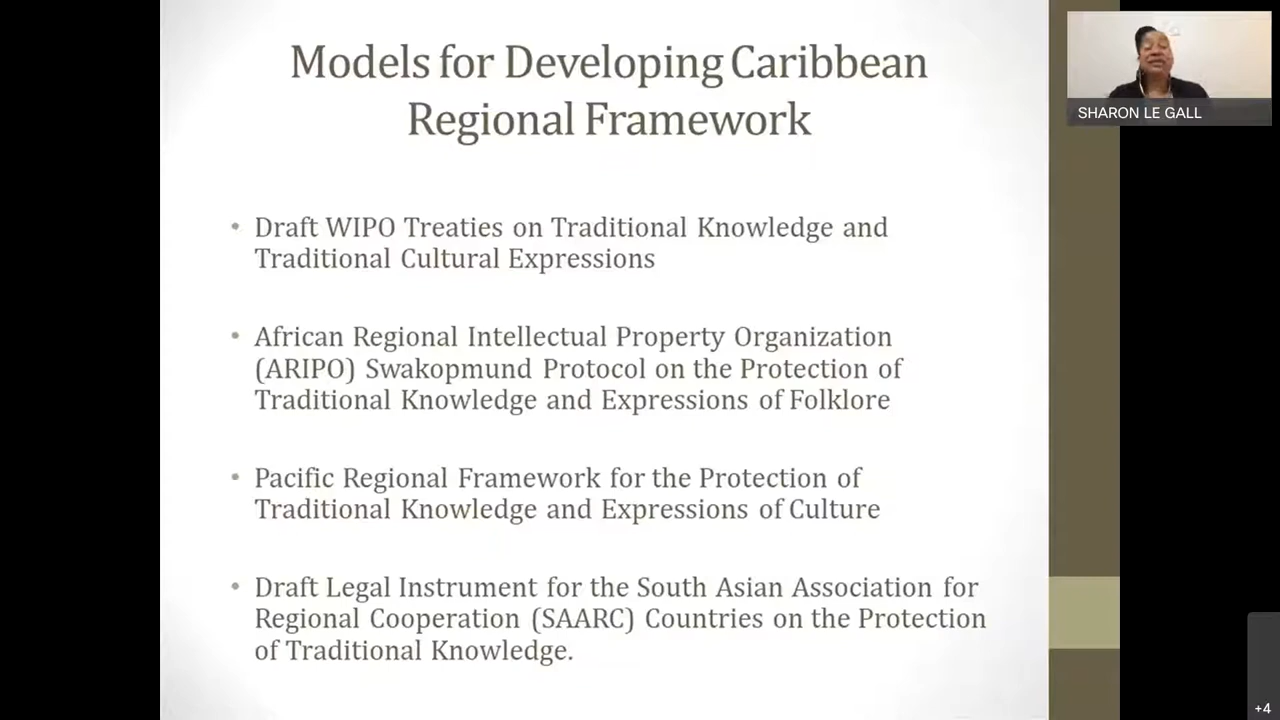 Models for Developing Caribbean
Regional Framework
• Draft WIPO Treaties on Traditional Knowledge and
Traditional Cultural Expressions
• African Regional Intellectual Property Organization
(ARIPO) Swakopmund Protocol on the Protection of
Traditional Knowledge and Expressions of Folklore
• Pacific Regional Framework for the Protection of
Traditional Knowledge and Expressions of Culture
• Draft Legal Instrument for the South Asian Association for
Regional Cooperation (SAARC) Countries on the Protection
of Traditional Knowledge.
SHARON LE GALL
+4